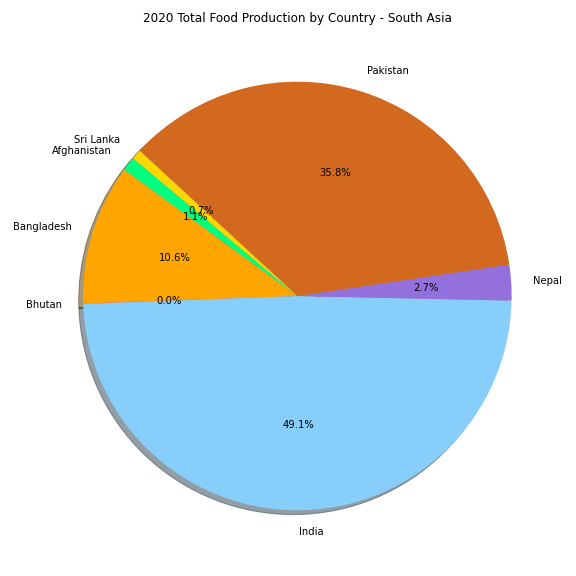 2020 Total Food Production by Country - South Asia
Pakistan
Sri Lanka
Afghanistan
35.8%
0.7%
1.1%
Bangladesh
10.6%
Nepal
2.7%
Bhutan
0.0%
49.1%
India